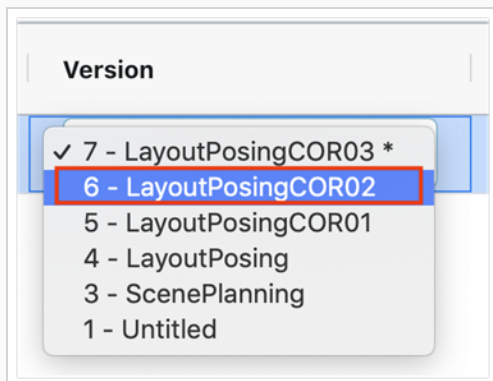 Version
✓ 7 - LayoutPosingCOR03 *
6 - LayoutPosingCOR02
5 - LayoutPosingCOR01
4 - LayoutPosing
3 - ScenePlanning
1 - Untitled